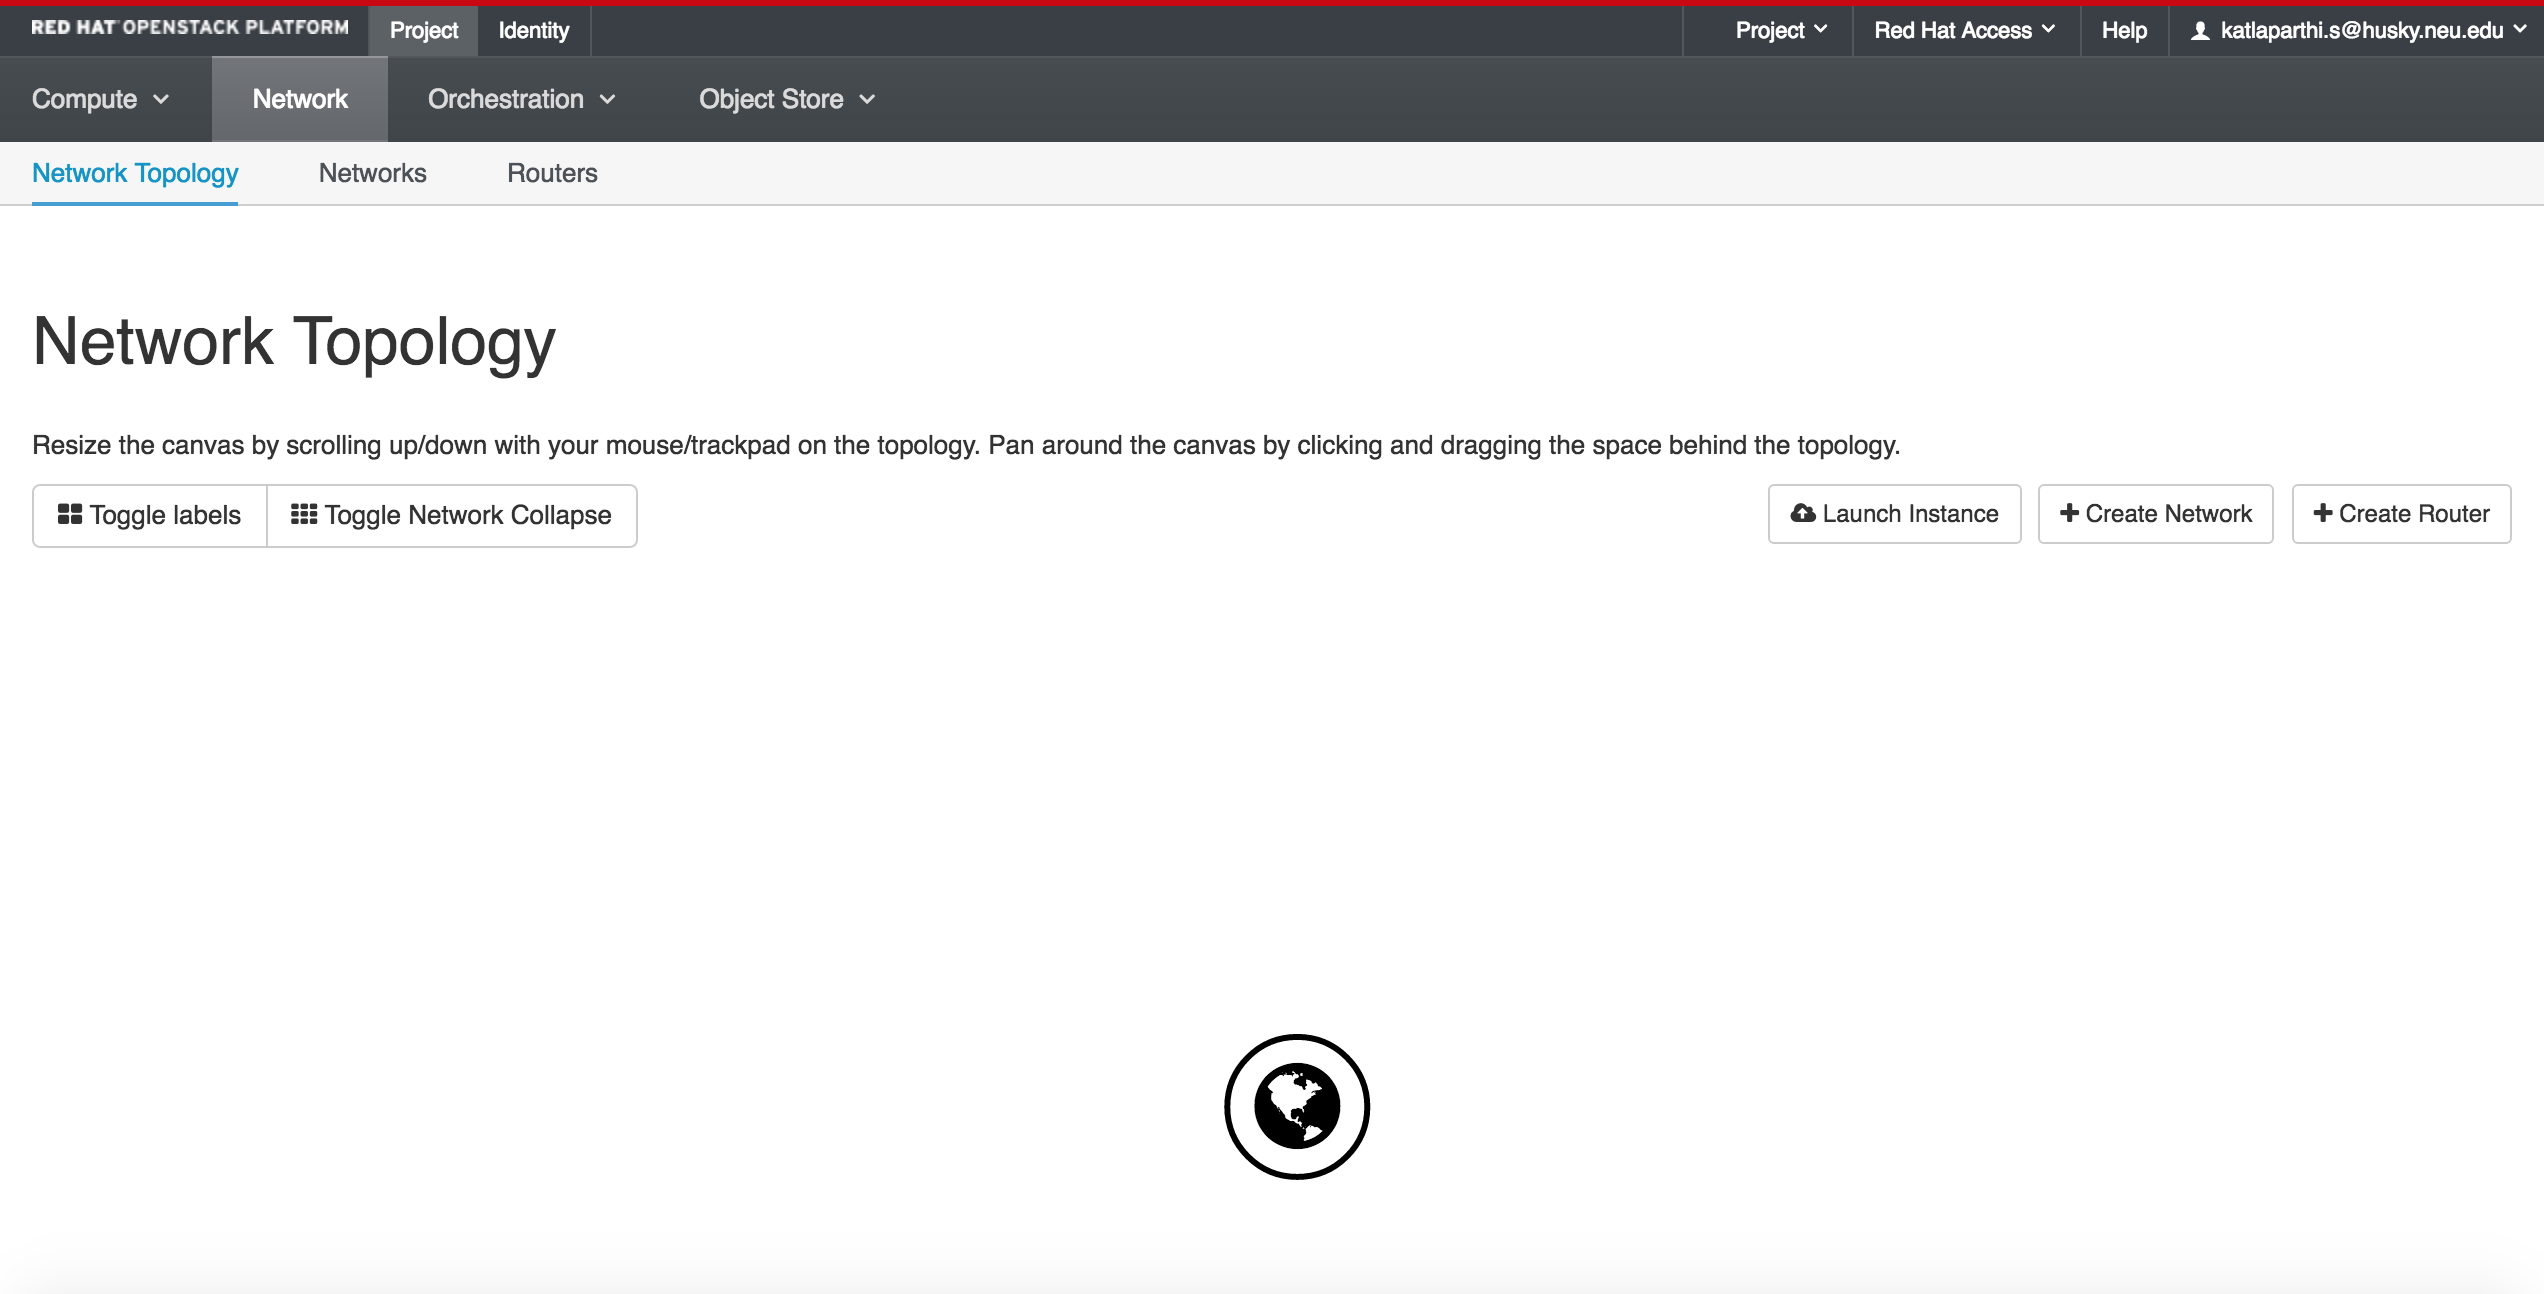 RED HAT OPENSTACK PLATFORM Project Identity Project Red Hat Access Help katlaparthi.s@husky.neu.edu
Compute Network Orchestration Object Store
Network Topology Networks Routers
Network Topology
Resize the canvas by scrolling up/down with your mouse/trackpad on the topology. Pan around the canvas by clicking and dragging the space behind the topology.
Toggle labels Toggle Network Collapse Launch Instance + Create Network + Create Router